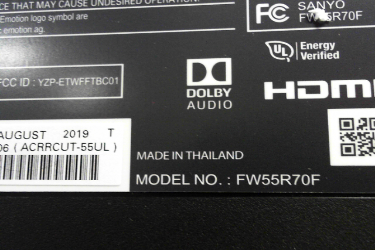 MAY CAUSE UNDESIRED OPERATION.
Emotion logo are
SANYO
FC FW55R70F
UL Energy
Verified
FCC ID : YZP-ETWFFTBC01
DOLBY
AUDIO
HDMI
AUGUST 2019 T
06 ( ACRRCUT-55UL )
MADE IN THAILAND
MODEL NO. : FW55R70F